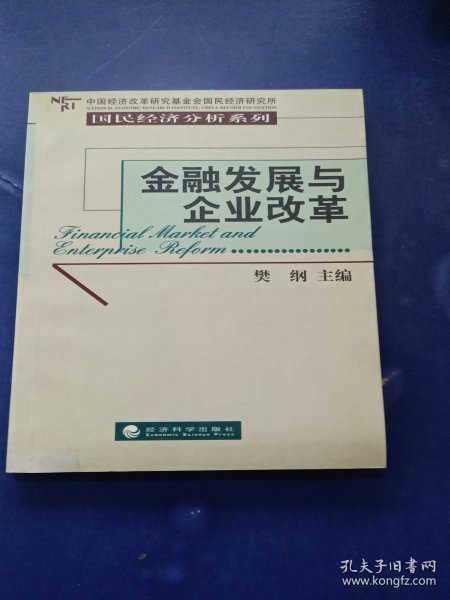 中国经济改革研究基金会国民经济研究所
NATIONAL ECONOMIC RESEARCH INSTITUTE, CHINA REFORM FOUNDATION
国民经济分析系列
金融发展与
企业改革
Financial Market and
Enterprise Reform
樊 纲 主编
经济科学出版社
Economic Science Press
孔夫子旧书网
www.kongfz.com